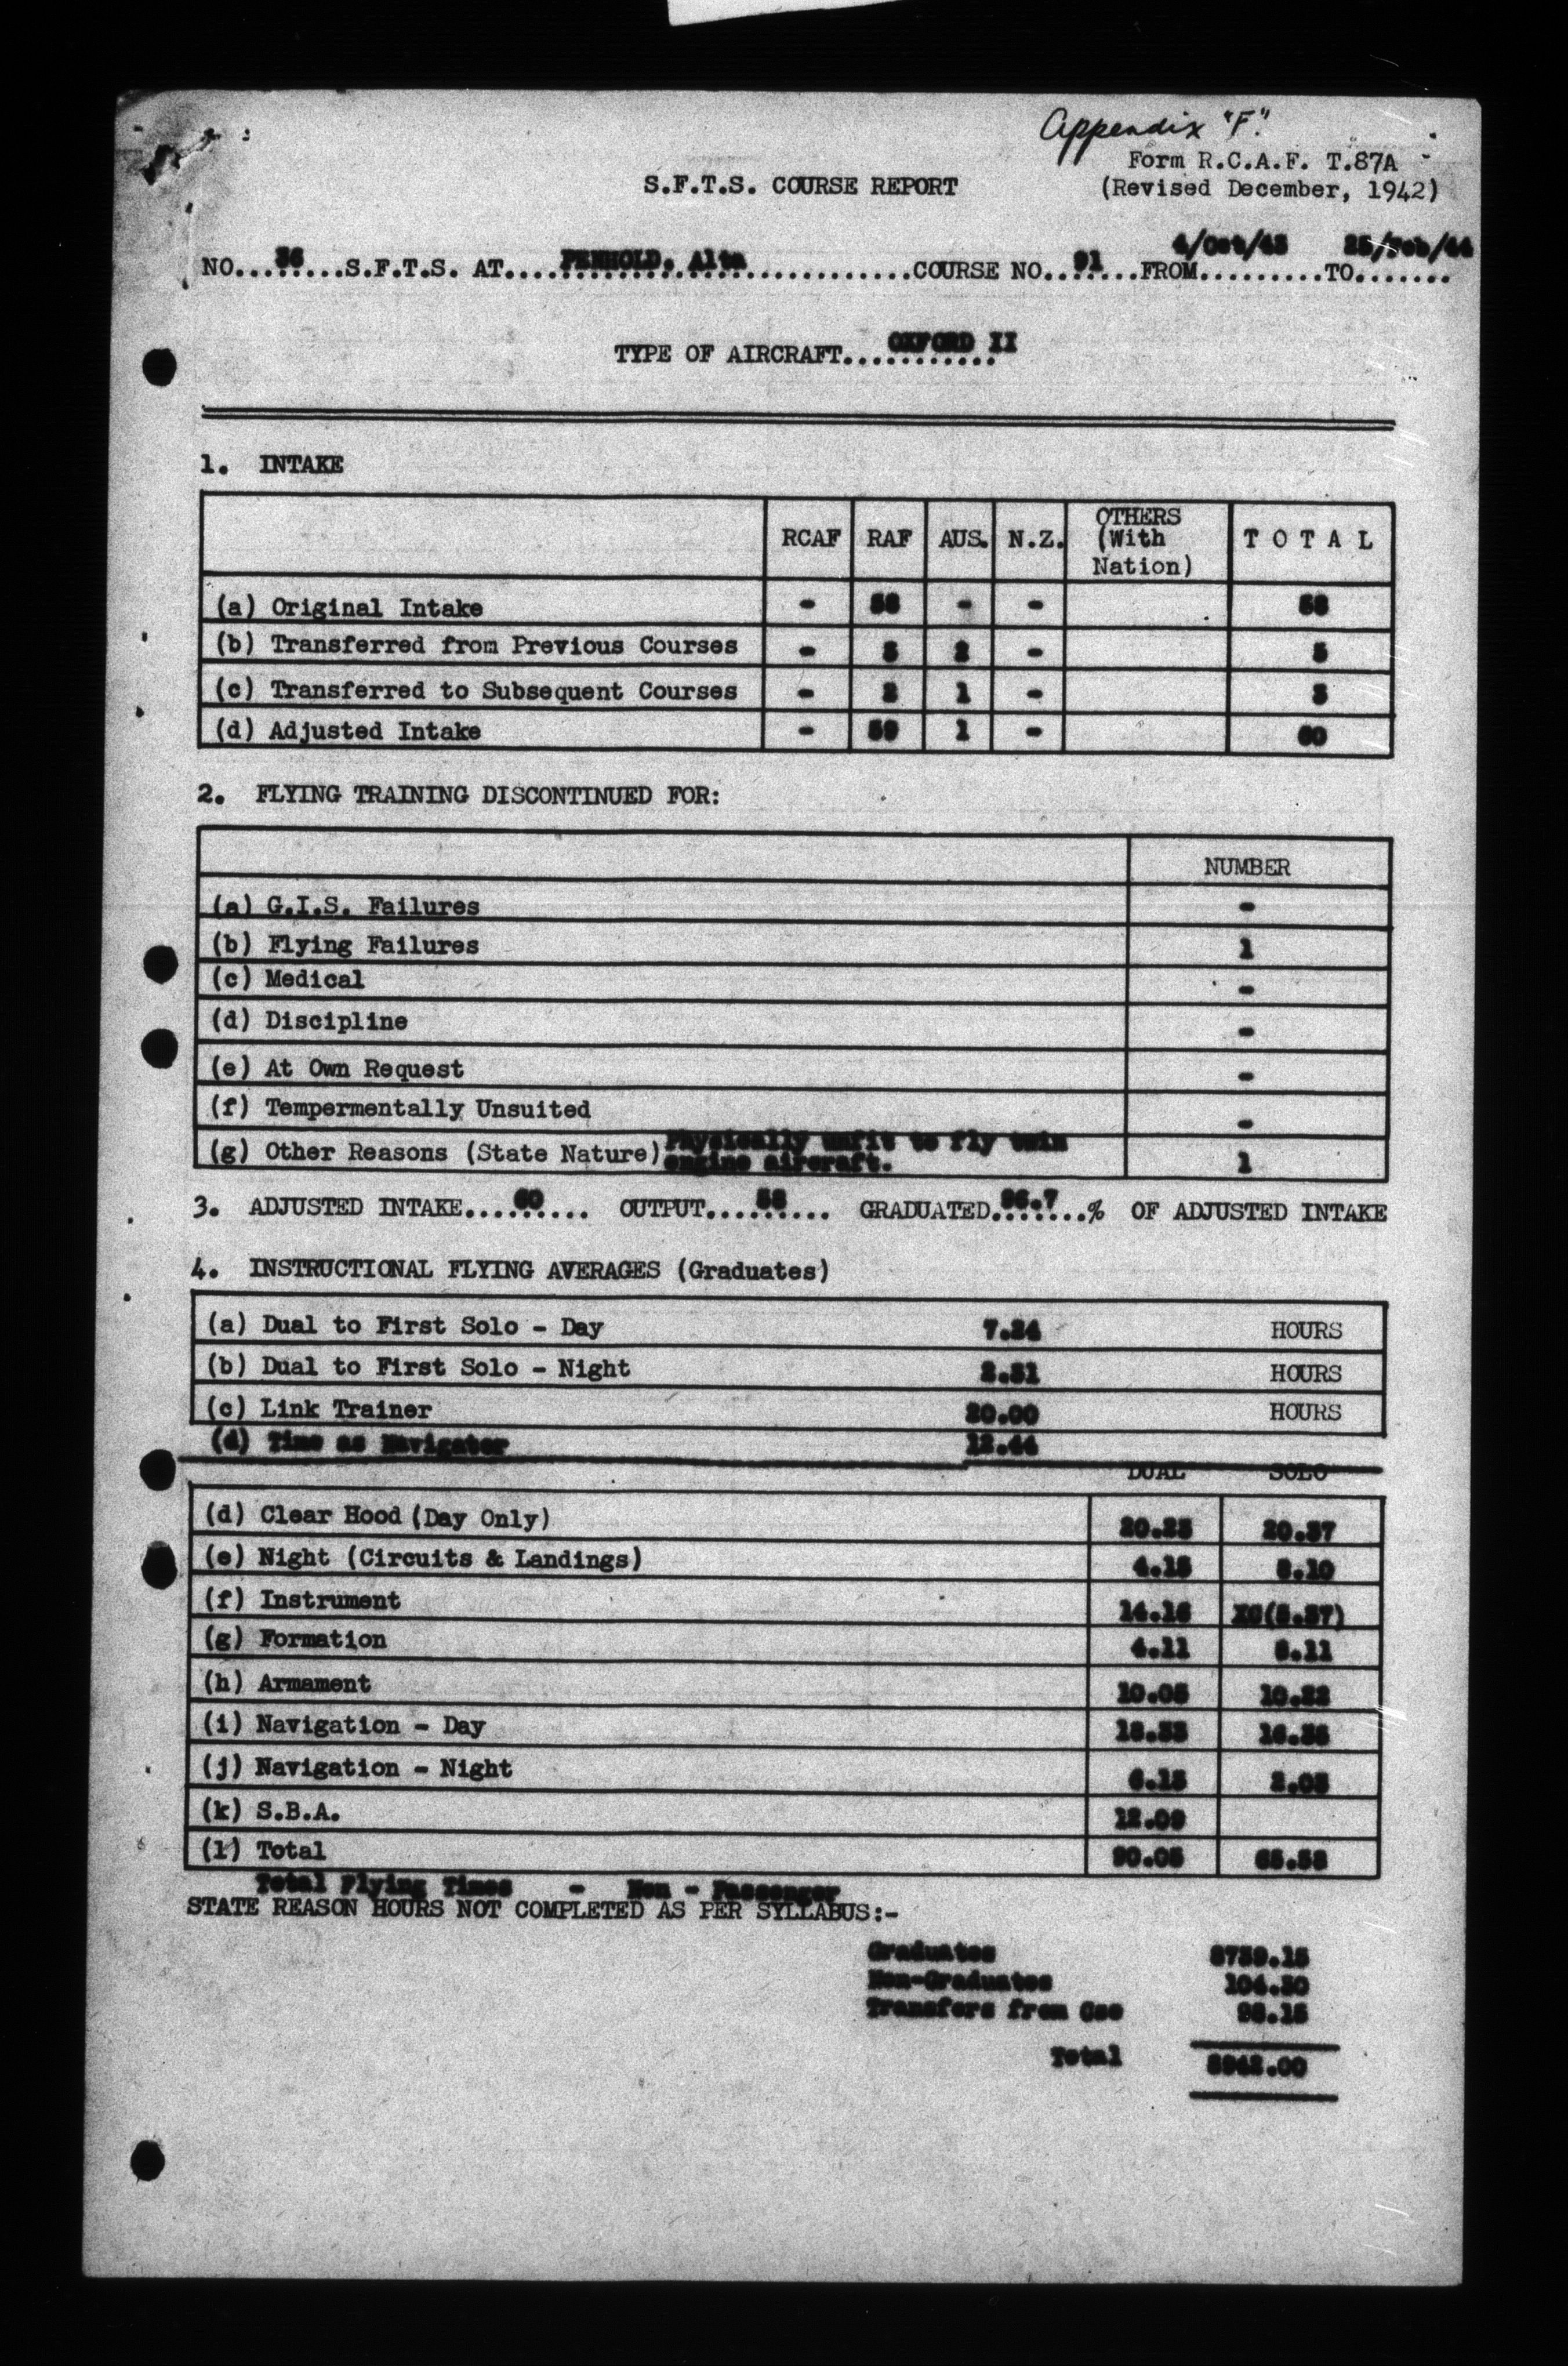 Appendix "F".
Form R.C.A.F. T.87A
S.F.T.S. COURSE REPORT (Revised December, 1942)
NO...36.....S.F.T.S. AT....PENHOLD. Alta................COURSE NO..91...FROM 4/Oct/43 TO 25/Feb/44
TYPE OF AIRCRAFT....OXFORD II
1. INTAKE
RCAF RAF AUS. N.Z. OTHERS (With Nation) T O T A L
(a) Original Intake - 58 - - 58
(b) Transferred from Previous Courses - 3 2 - 5
(c) Transferred to Subsequent Courses - 2 1 - 3
(d) Adjusted Intake - 59 1 - 60
2. FLYING TRAINING DISCONTINUED FOR:
NUMBER
(a) G.I.S. Failures -
(b) Flying Failures 1
(c) Medical -
(d) Discipline -
(e) At Own Request -
(f) Tempermentally Unsuited -
(g) Other Reasons (State Nature) Physically unfit to fly twin engine aircraft. 1
3. ADJUSTED INTAKE....60.... OUTPUT....58.... GRADUATED.96.7..% OF ADJUSTED INTAKE
4. INSTRUCTIONAL FLYING AVERAGES (Graduates)
(a) Dual to First Solo - Day 7.24 HOURS
(b) Dual to First Solo - Night 2.31 HOURS
(c) Link Trainer 20.00 HOURS
(d) Time as Navigator 12.44
DUAL SOLO
(d) Clear Hood (Day Only) 20.23 20.37
(e) Night (Circuits & Landings) 4.15 8.10
(f) Instrument 14.16 XC(5.37)
(g) Formation 4.11 8.11
(h) Armament 10.05 10.22
(i) Navigation - Day 18.33 16.36
(j) Navigation - Night 6.15 2.03
(k) S.B.A. 12.09
(l) Total 90.05 65.58
Total Flying Times - Non - Passenger
STATE REASON HOURS NOT COMPLETED AS PER SYLLABUS:-
Graduates 8739.15
Non-Graduates 104.30
Transfers from Cse 98.15
Total 8942.00